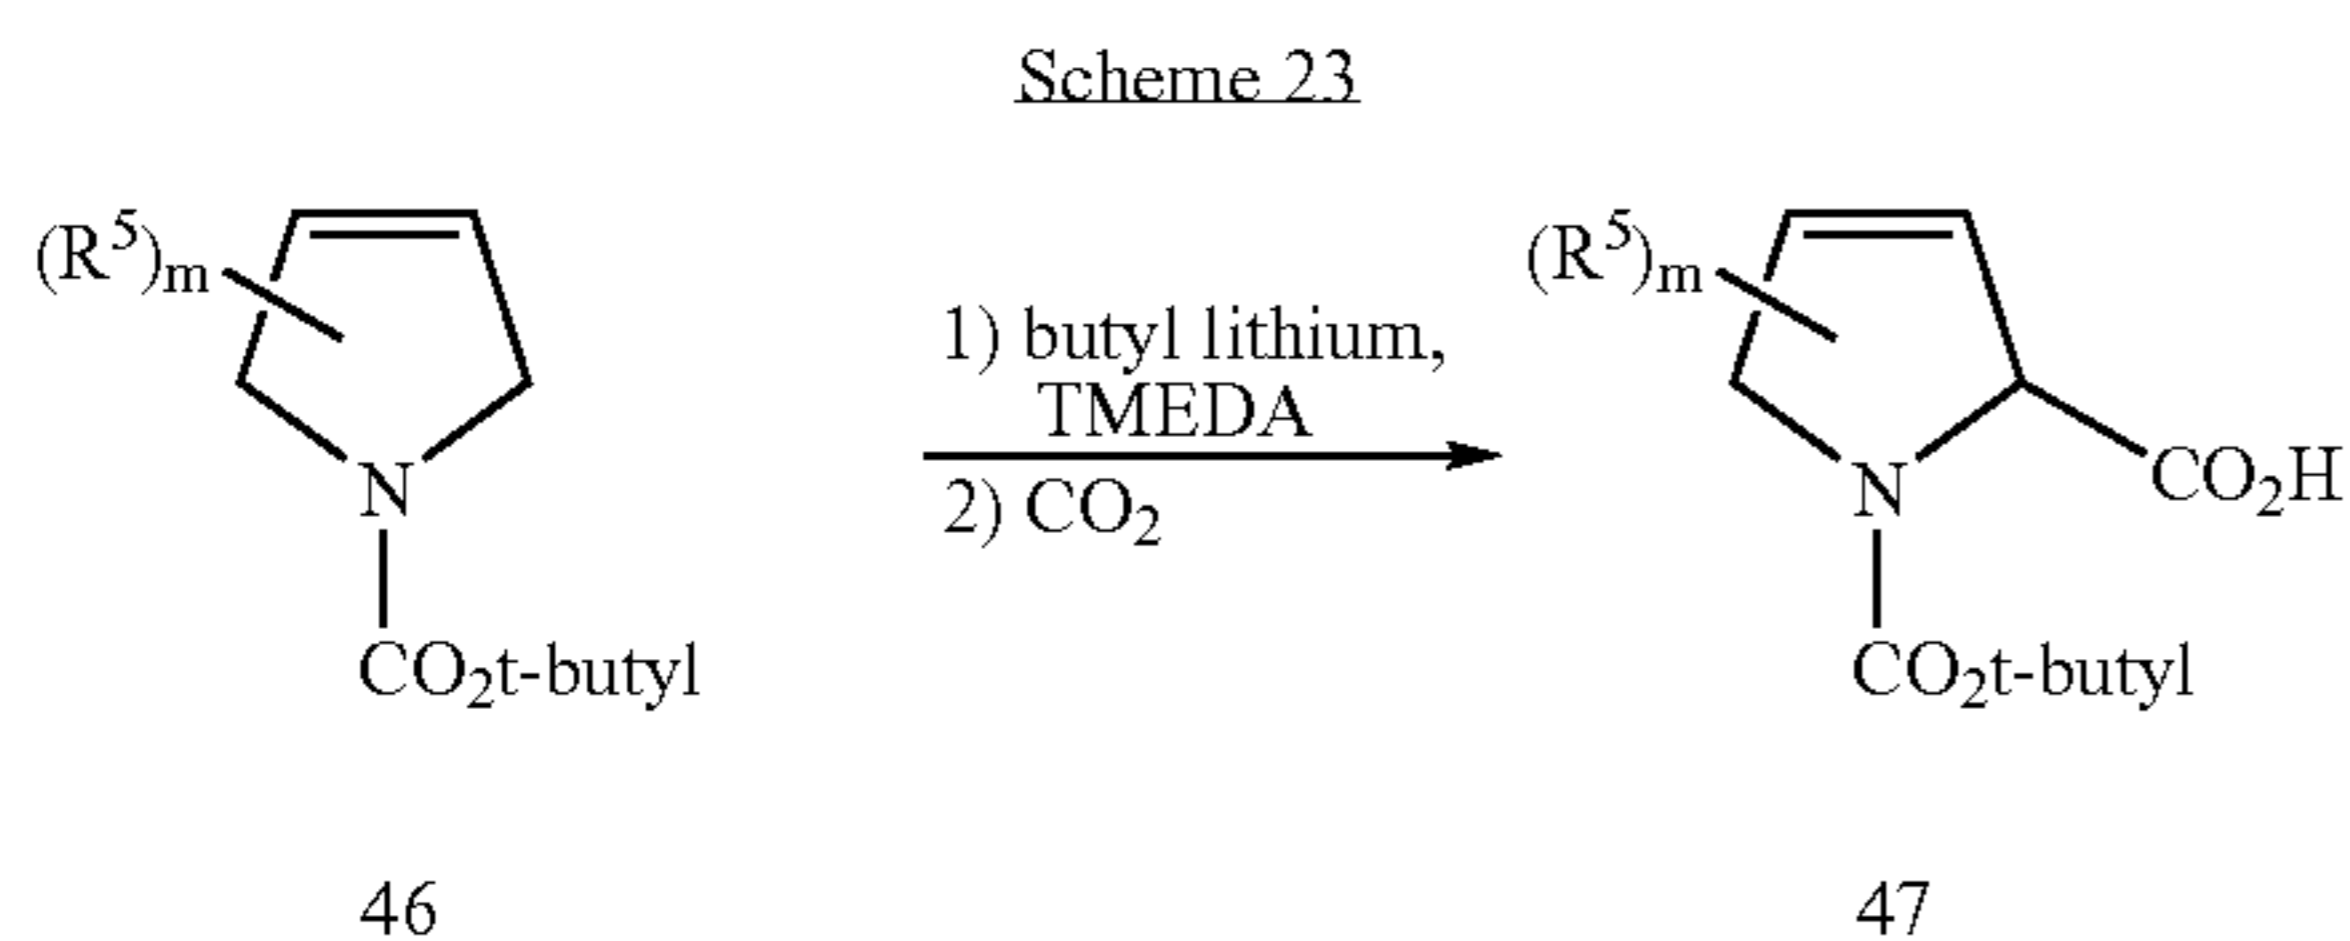 Scheme 23
(R⁵)ₘ
N
CO₂t-butyl
46
1) butyl lithium,
TMEDA
2) CO₂
(R⁵)ₘ
N
CO₂H
CO₂t-butyl
47